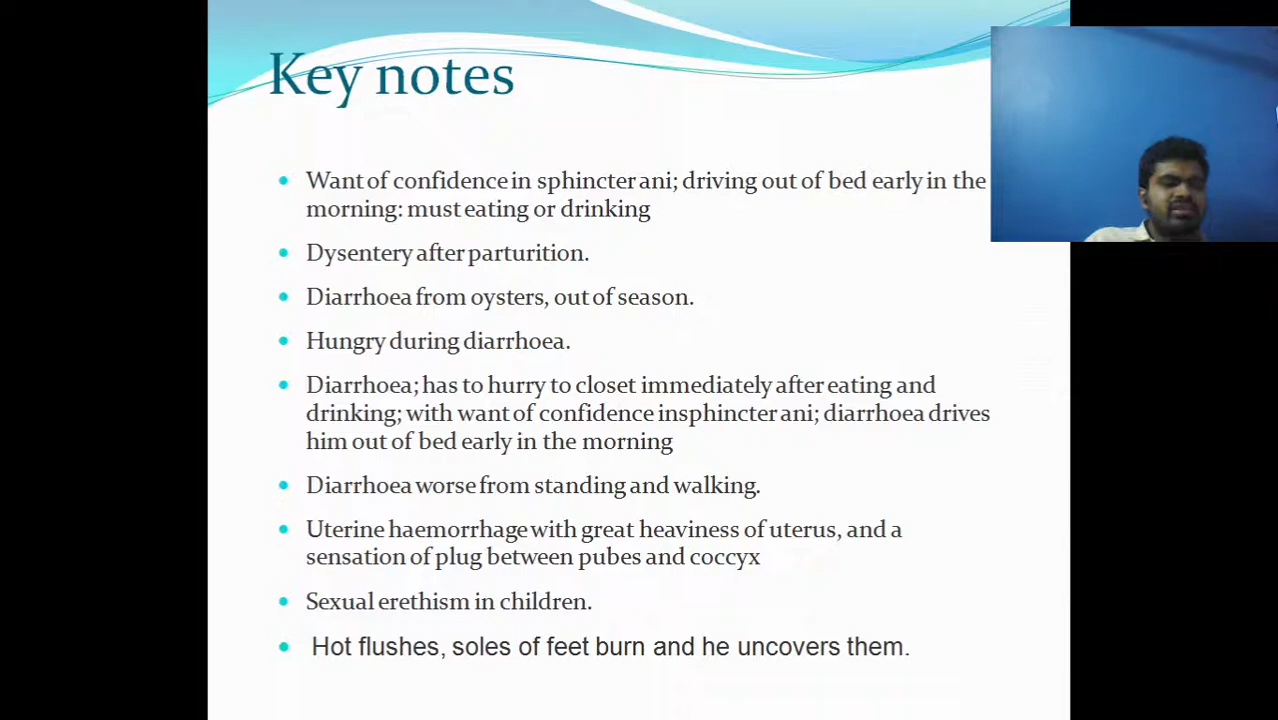 Key notes
Want of confidence in sphincter ani; driving out of bed early in the
morning: must eating or drinking
Dysentery after parturition.
Diarrhoea from oysters, out of season.
Hungry during diarrhoea.
Diarrhoea; has to hurry to closet immediately after eating and
drinking; with want of confidence insphincter ani; diarrhoea drives
him out of bed early in the morning
Diarrhoea worse from standing and walking.
Uterine haemorrhage with great heaviness of uterus, and a
sensation of plug between pubes and coccyx
Sexual erethism in children.
Hot flushes, soles of feet burn and he uncovers them.